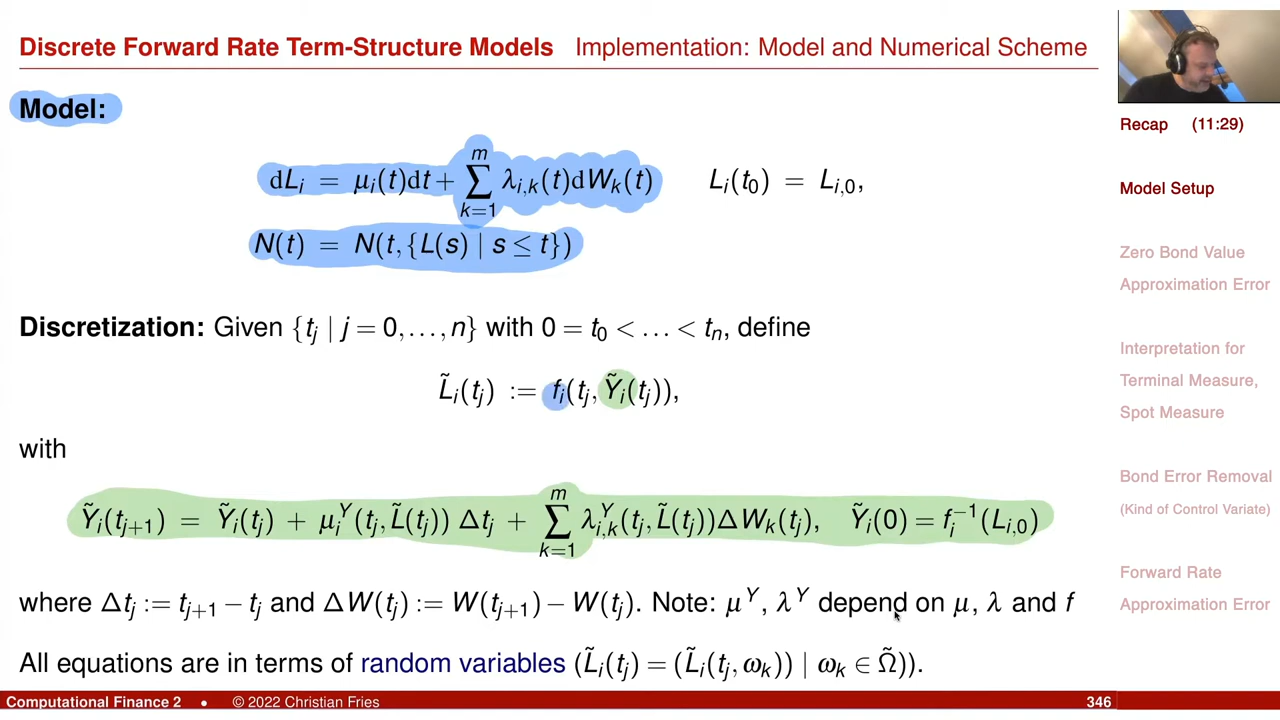 Discrete Forward Rate Term-Structure Models Implementation: Model and Numerical Scheme
Model:
dL_i = μ_i(t)dt + ∑_{k=1}^{m} λ_{i,k}(t)dW_k(t) L_i(t_0) = L_{i,0},
N(t) = N(t,{L(s) | s ≤ t})
Discretization: Given {t_j | j = 0,...,n} with 0 = t_0 < ... < t_n, define
L̃_i(t_j) := f_i(t_j, Ỹ_i(t_j)),
with
Ỹ_i(t_{j+1}) = Ỹ_i(t_j) + μ_i^Y(t_j, L̃(t_j)) Δt_j + ∑_{k=1}^{m} λ_{i,k}^Y(t_j, L̃(t_j))ΔW_k(t_j), Ỹ_i(0) = f_i^{-1}(L_{i,0})
where Δt_j := t_{j+1} − t_j and ΔW(t_j) := W(t_{j+1}) − W(t_j). Note: μ^Y, λ^Y depend on μ, λ and f
All equations are in terms of random variables (L̃_i(t_j) = (L̃_i(t_j, ω_k)) | ω_k ∈ Ω̃)).
Recap (11:29)
Model Setup
Zero Bond Value
Approximation Error
Interpretation for
Terminal Measure,
Spot Measure
Bond Error Removal
(Kind of Control Variate)
Forward Rate
Approximation Error
Computational Finance 2 • © 2022 Christian Fries 346